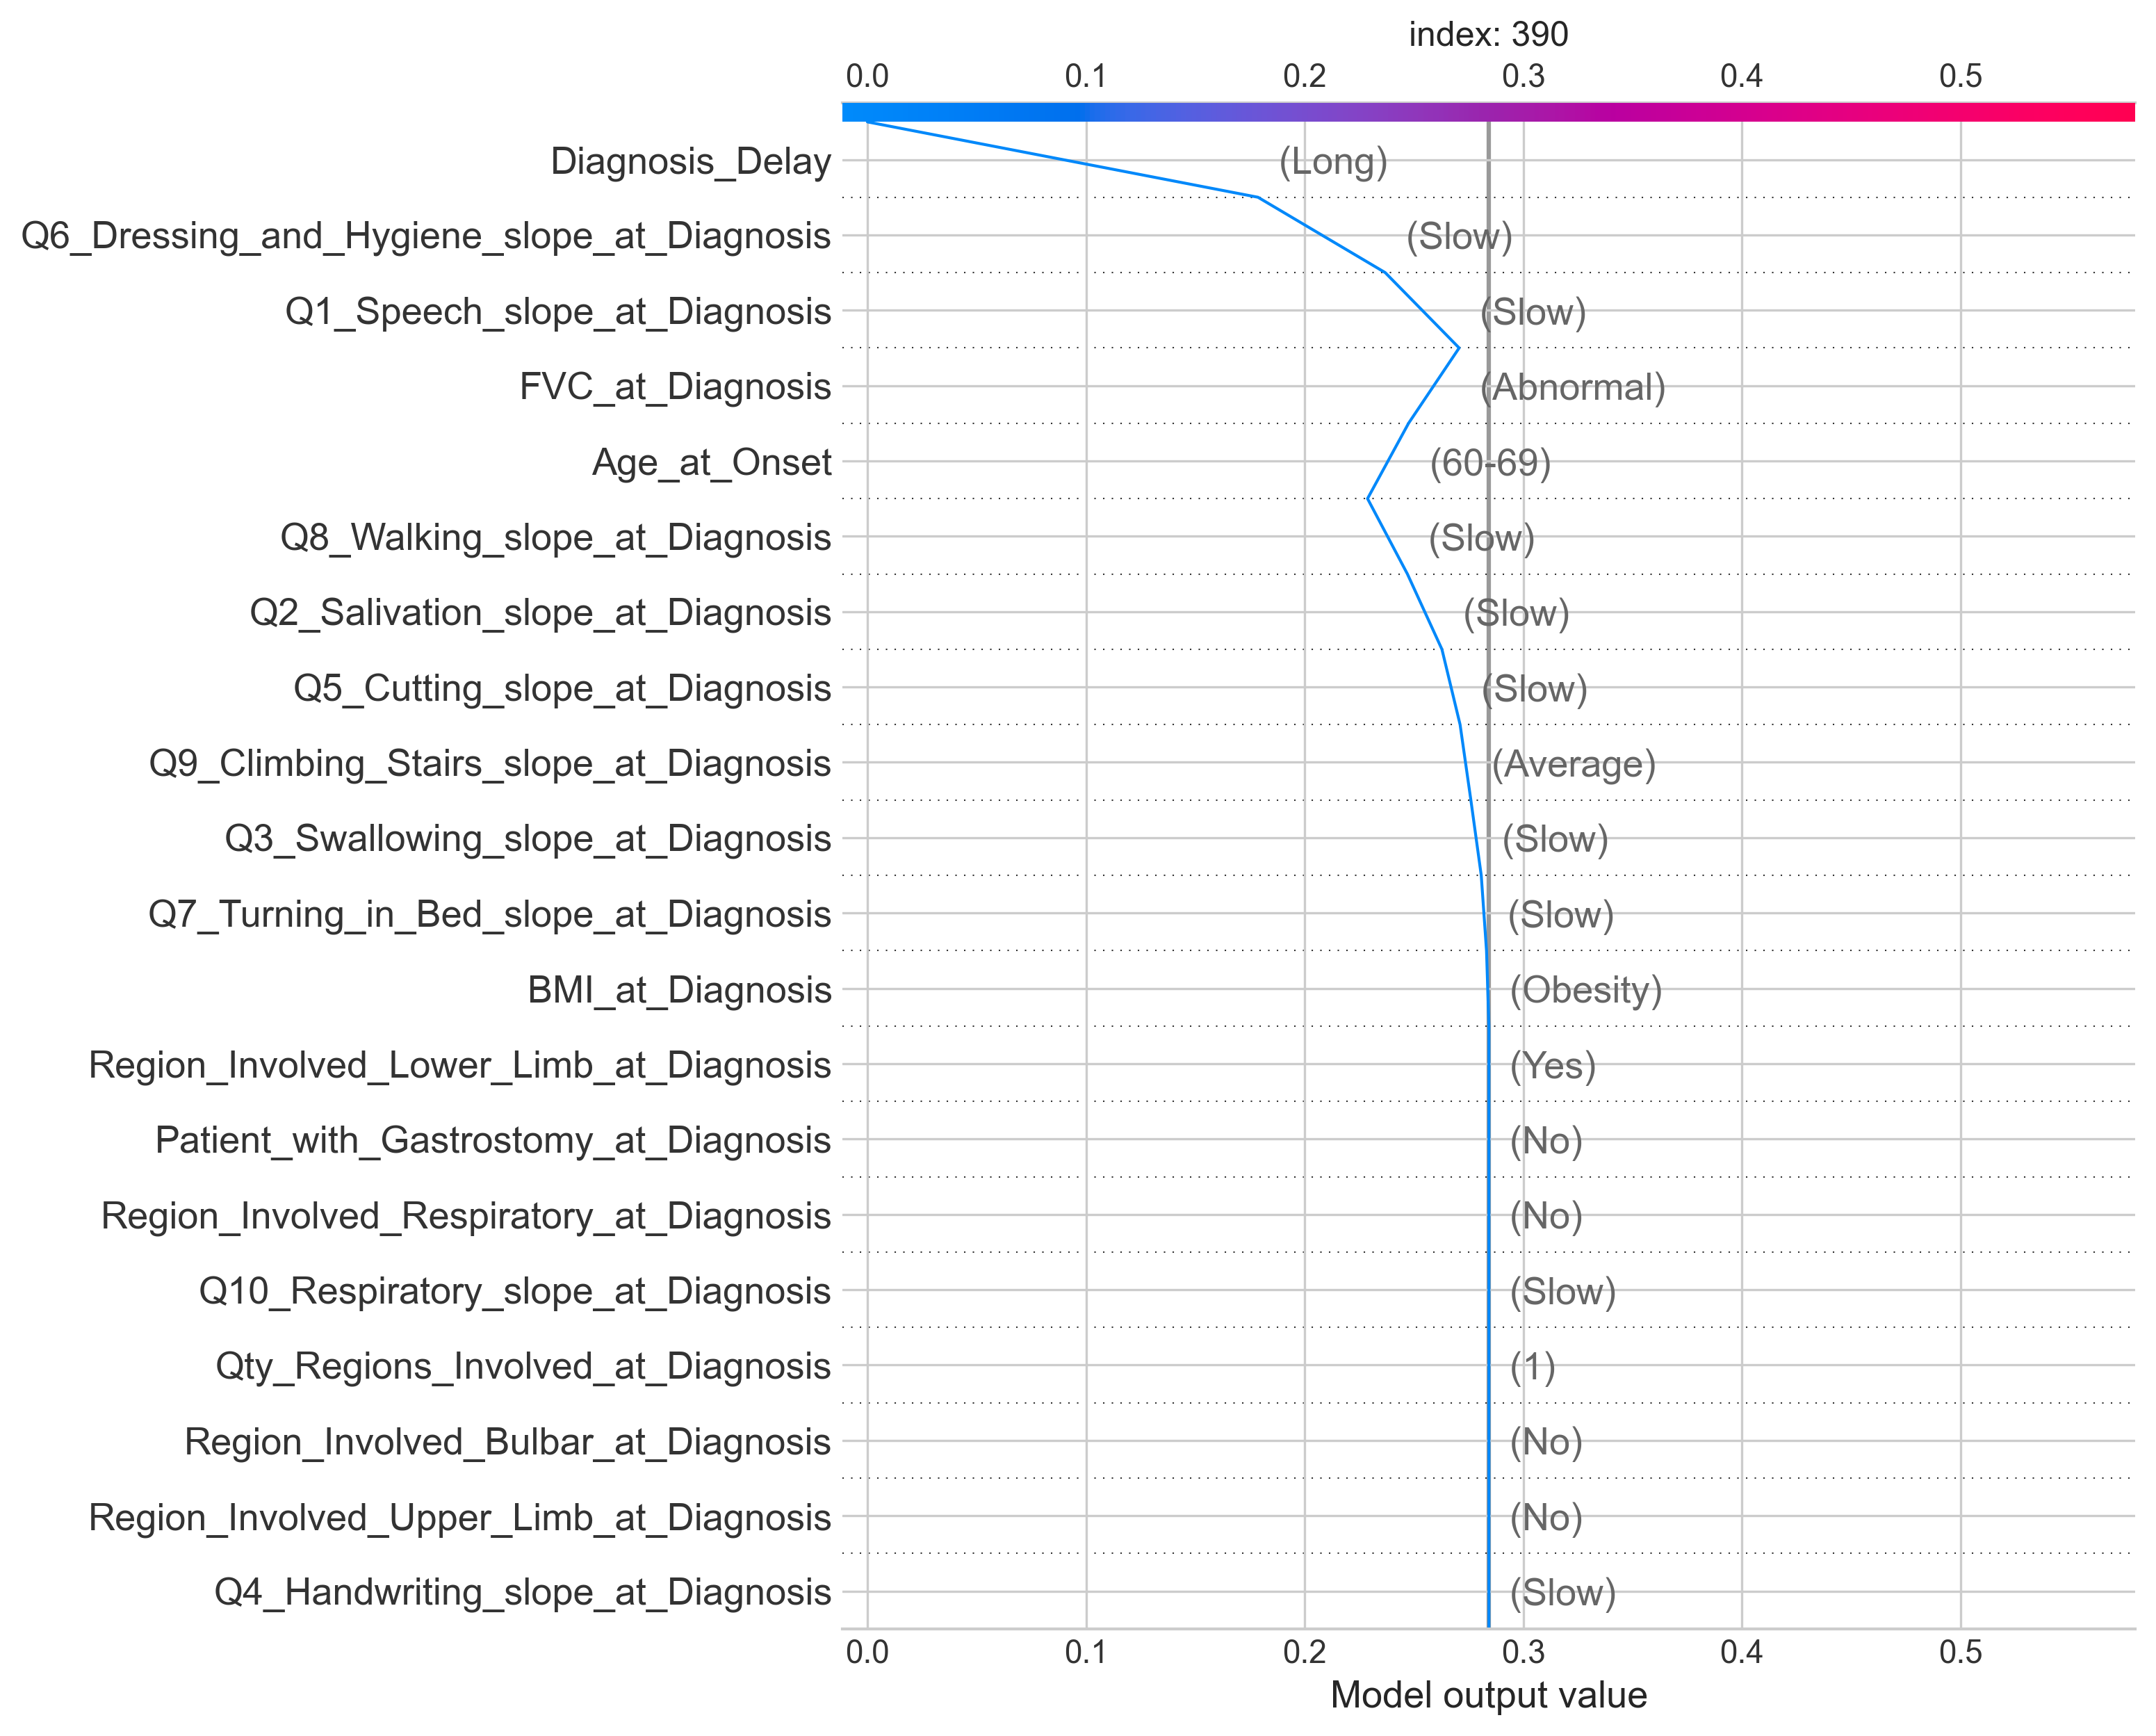 index: 390
0.0 0.1 0.2 0.3 0.4 0.5
Diagnosis_Delay (Long)
Q6_Dressing_and_Hygiene_slope_at_Diagnosis (Slow)
Q1_Speech_slope_at_Diagnosis (Slow)
FVC_at_Diagnosis (Abnormal)
Age_at_Onset (60-69)
Q8_Walking_slope_at_Diagnosis (Slow)
Q2_Salivation_slope_at_Diagnosis (Slow)
Q5_Cutting_slope_at_Diagnosis (Slow)
Q9_Climbing_Stairs_slope_at_Diagnosis (Average)
Q3_Swallowing_slope_at_Diagnosis (Slow)
Q7_Turning_in_Bed_slope_at_Diagnosis (Slow)
BMI_at_Diagnosis (Obesity)
Region_Involved_Lower_Limb_at_Diagnosis (Yes)
Patient_with_Gastrostomy_at_Diagnosis (No)
Region_Involved_Respiratory_at_Diagnosis (No)
Q10_Respiratory_slope_at_Diagnosis (Slow)
Qty_Regions_Involved_at_Diagnosis (1)
Region_Involved_Bulbar_at_Diagnosis (No)
Region_Involved_Upper_Limb_at_Diagnosis (No)
Q4_Handwriting_slope_at_Diagnosis (Slow)
0.0 0.1 0.2 0.3 0.4 0.5
Model output value